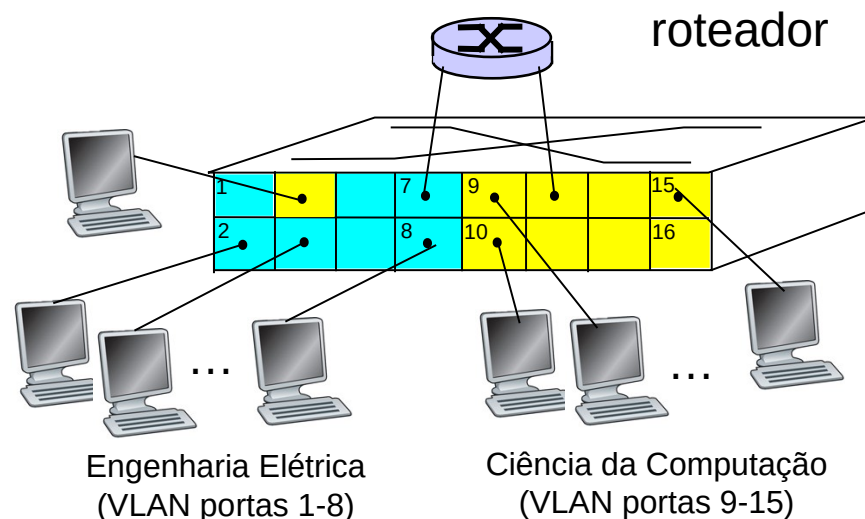 roteador
1 7 9 15
2 8 10 16
... ...
Engenharia Elétrica
(VLAN portas 1-8)
Ciência da Computação
(VLAN portas 9-15)